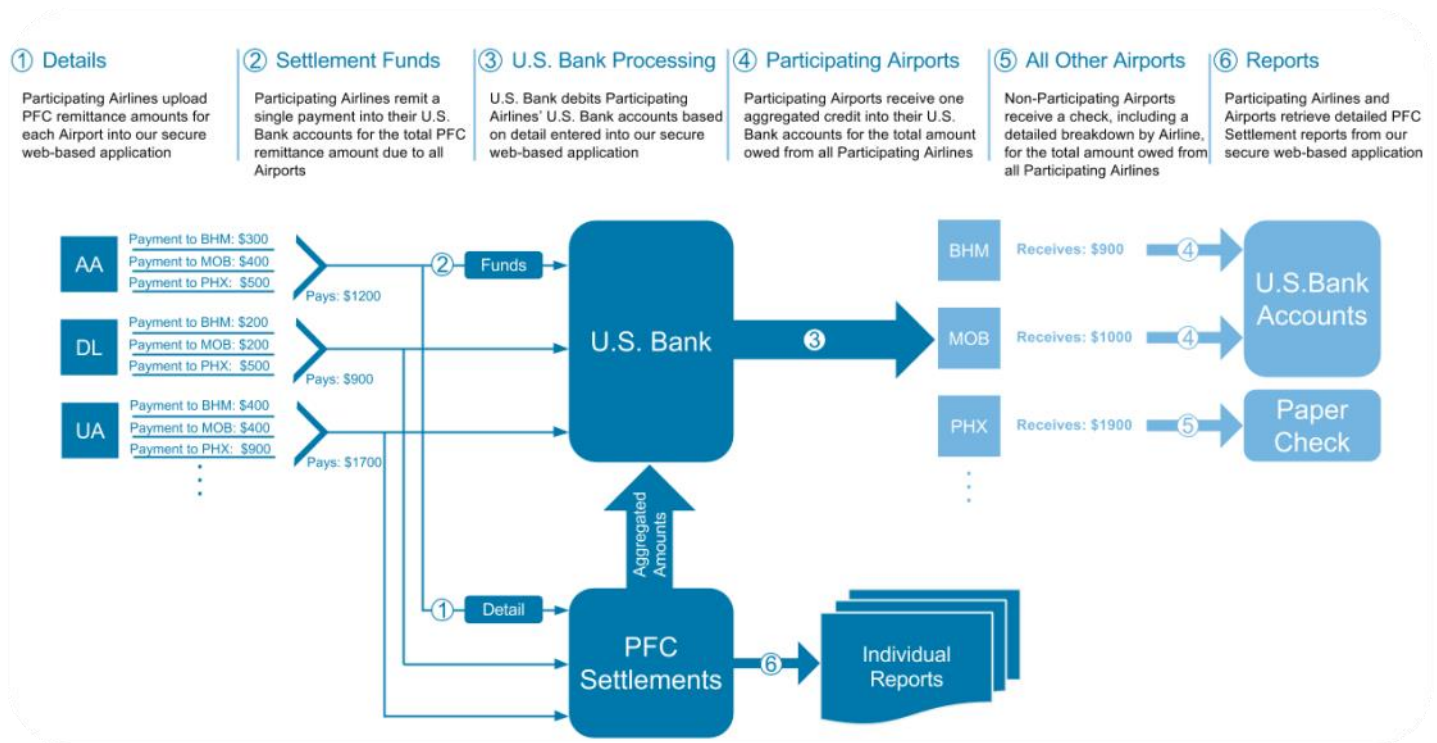 ① Details
Participating Airlines upload
PFC remittance amounts for
each Airport into our secure
web-based application
② Settlement Funds
Participating Airlines remit a
single payment into their U.S.
Bank accounts for the total PFC
remittance amount due to all
Airports
③ U.S. Bank Processing
U.S. Bank debits Participating
Airlines' U.S. Bank accounts based
on detail entered into our secure
web-based application
④ Participating Airports
Participating Airports receive one
aggregated credit into their U.S.
Bank accounts for the total amount
owed from all Participating Airlines
⑤ All Other Airports
Non-Participating Airports
receive a check, including a
detailed breakdown by Airline,
for the total amount owed from
all Participating Airlines
⑥ Reports
Participating Airlines and
Airports retrieve detailed PFC
Settlement reports from our
secure web-based application
AA
Payment to BHM: $300
Payment to MOB: $400
Payment to PHX: $500
Pays: $1200
DL
Payment to BHM: $200
Payment to MOB: $200
Payment to PHX: $500
Pays: $900
UA
Payment to BHM: $400
Payment to MOB: $400
Payment to PHX: $900
Pays: $1700
② Funds
U.S. Bank
③
BHM
Receives: $900
④
MOB
Receives: $1000
④
U.S.Bank
Accounts
PHX
Receives: $1900
⑤
Paper
Check
Aggregated
Amounts
① Detail
PFC
Settlements
⑥
Individual
Reports